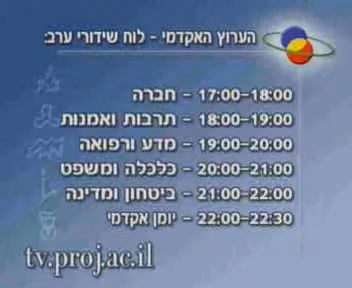 הערוץ האקדמי - לוח שידורי ערב:
17:00-18:00 - חברה
18:00-19:00 - תרבות ואמנות
19:00-20:00 - מדע ורפואה
20:00-21:00 - כלכלה ומשפט
21:00-22:00 - ביטחון ומדינה
22:00-22:30 - יומן אקדמי
tv.proj.ac.il